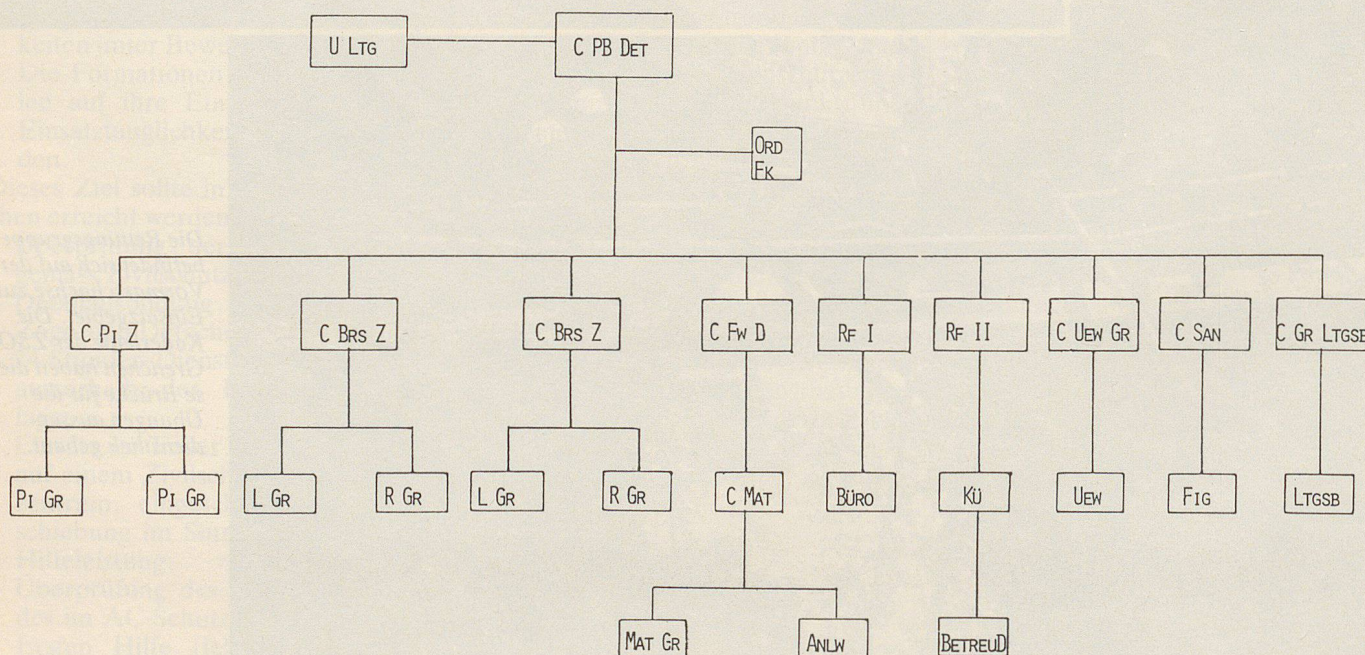 U LTG
C PB DET
ORD
FK
C PI Z
C BRS Z
C BRS Z
C FW D
RF I
RF II
C UEW GR
C SAN
C GR LTGSB
PI GR
PI GR
L GR
R GR
L GR
R GR
C MAT
BÜRO
KÜ
UEW
FIG
LTGSB
MAT GR
ANLW
BETREUD